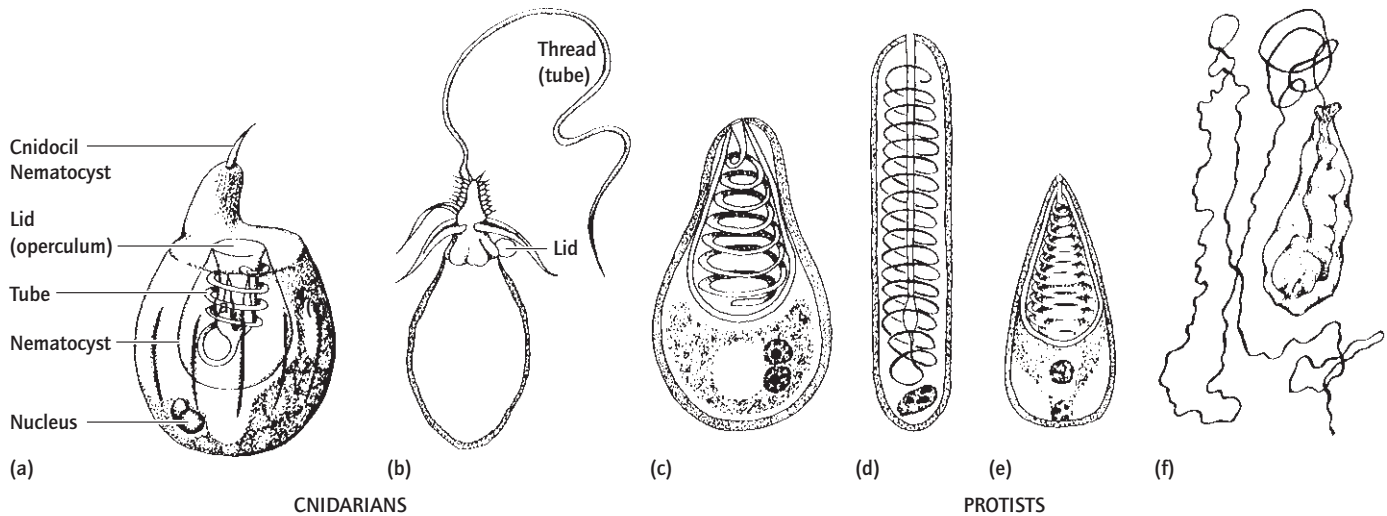 Thread
(tube)
Cnidocil
Nematocyst
Lid
(operculum)
Lid
Tube
Nematocyst
Nucleus
(a)
(b)
(c)
(d)
(e)
(f)
CNIDARIANS
PROTISTS